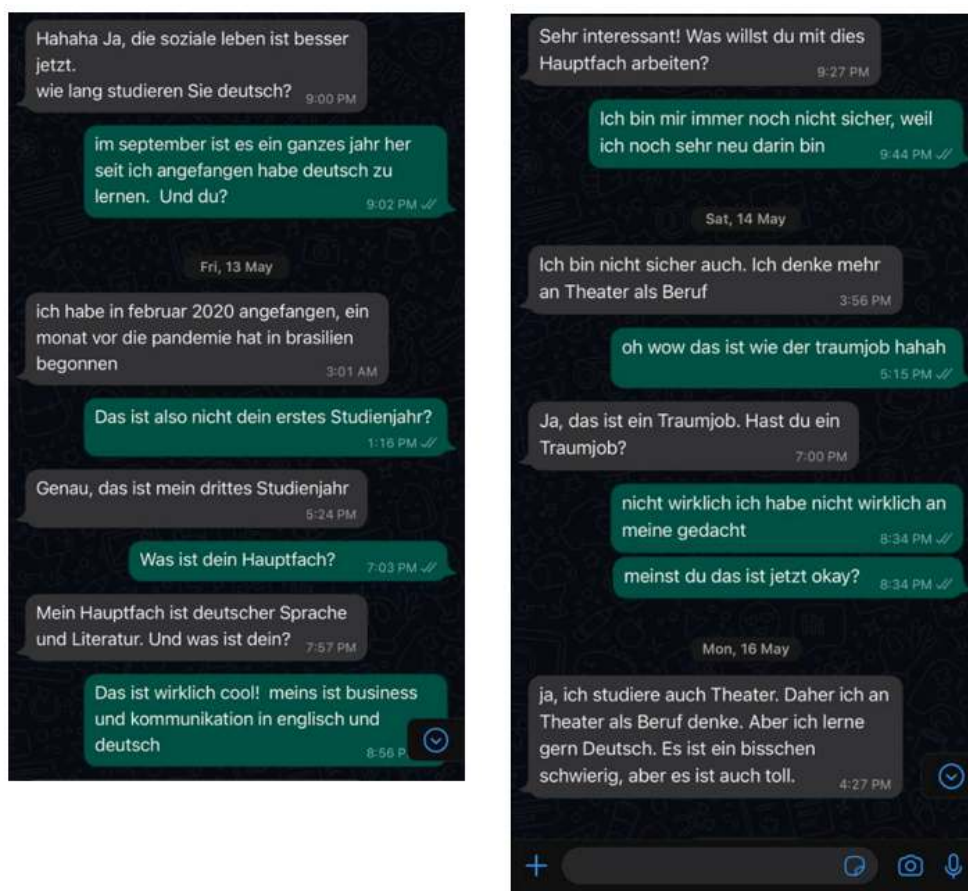 Hahaha Ja, die soziale leben ist besser
jetzt.
wie lang studieren Sie deutsch? 9:00 PM
im september ist es ein ganzes jahr her
seit ich angefangen habe deutsch zu
lernen. Und du? 9:02 PM
Fri, 13 May
ich habe in februar 2020 angefangen, ein
monat vor die pandemie hat in brasilien
begonnen 3:01 AM
Das ist also nicht dein erstes Studienjahr?
1:16 PM
Genau, das ist mein drittes Studienjahr
5:24 PM
Was ist dein Hauptfach? 7:03 PM
Mein Hauptfach ist deutscher Sprache
und Literatur. Und was ist dein? 7:57 PM
Das ist wirklich cool! meins ist business
und kommunikation in englisch und
deutsch 8:56 P
Sehr interessant! Was willst du mit dies
Hauptfach arbeiten? 9:27 PM
Ich bin mir immer noch nicht sicher, weil
ich noch sehr neu darin bin 9:44 PM
Sat, 14 May
Ich bin nicht sicher auch. Ich denke mehr
an Theater als Beruf 3:56 PM
oh wow das ist wie der traumjob hahah
5:15 PM
Ja, das ist ein Traumjob. Hast du ein
Traumjob? 7:00 PM
nicht wirklich ich habe nicht wirklich an
meine gedacht 8:34 PM
meinst du das ist jetzt okay? 8:34 PM
Mon, 16 May
ja, ich studiere auch Theater. Daher ich an
Theater als Beruf denke. Aber ich lerne
gern Deutsch. Es ist ein bisschen
schwierig, aber es ist auch toll. 4:27 PM